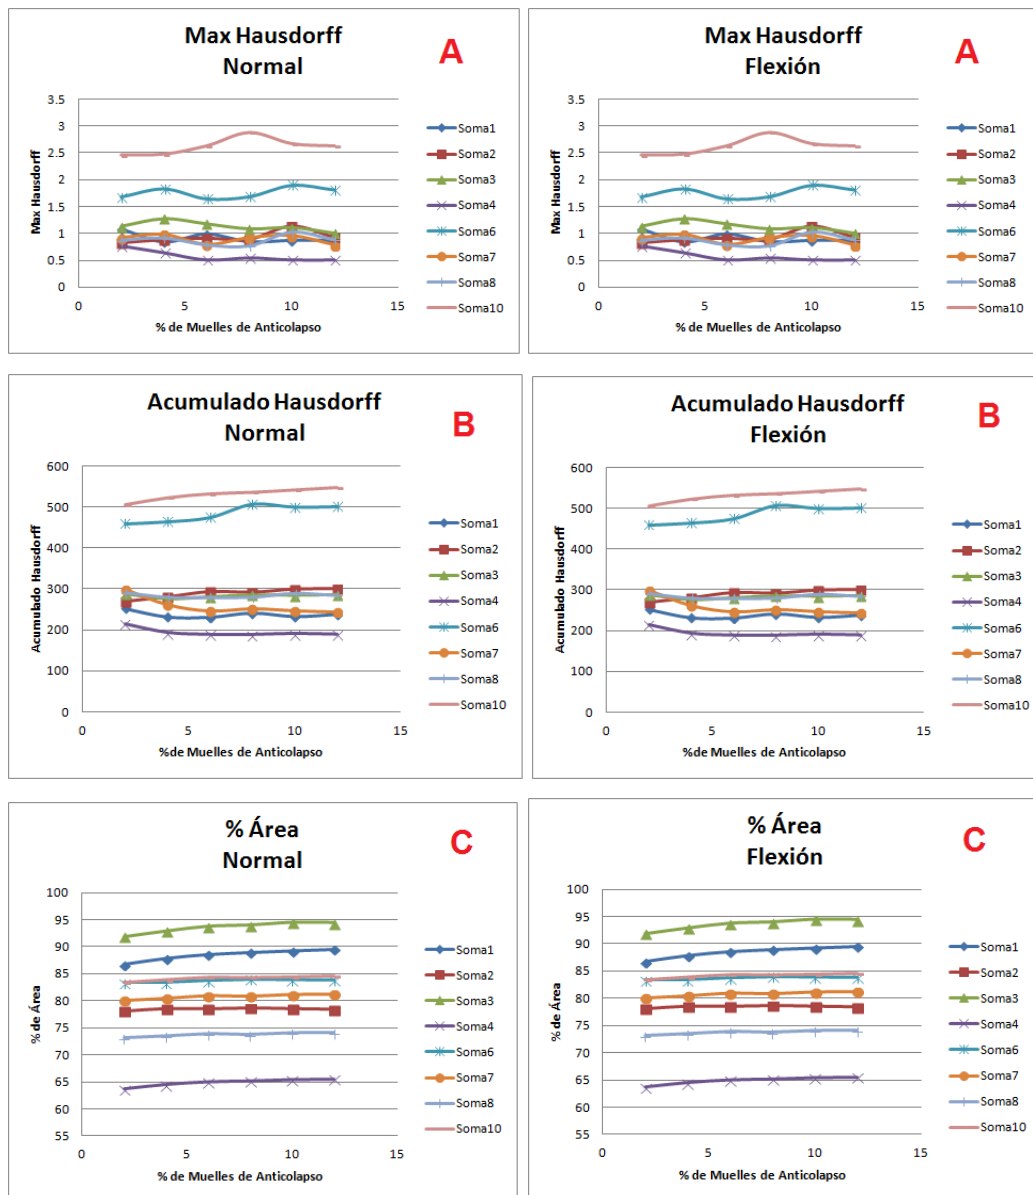 Max Hausdorff
Normal
A
Max Hausdorff
3.5
3
2.5
2
1.5
1
0.5
0
0
5
10
15
% de Muelles de Anticolapso
Soma1
Soma2
Soma3
Soma4
Soma6
Soma7
Soma8
Soma10
Max Hausdorff
Flexión
A
Max Hausdorff
3.5
3
2.5
2
1.5
1
0.5
0
0
5
10
15
% de Muelles de Anticolapso
Soma1
Soma2
Soma3
Soma4
Soma6
Soma7
Soma8
Soma10
Acumulado Hausdorff
Normal
B
Acumulado Hausdorff
600
500
400
300
200
100
0
0
5
10
15
%de Muelles de Anticolapso
Soma1
Soma2
Soma3
Soma4
Soma6
Soma7
Soma8
Soma10
Acumulado Hausdorff
Flexión
B
Acumulado Hausdorff
600
500
400
300
200
100
0
0
5
10
15
%de Muelles de Anticolapso
Soma1
Soma2
Soma3
Soma4
Soma6
Soma7
Soma8
Soma10
% Área
Normal
C
% de Área
100
95
90
85
80
75
70
65
60
55
0
5
10
15
% de Muelles de Anticolapso
Soma1
Soma2
Soma3
Soma4
Soma6
Soma7
Soma8
Soma10
% Área
Flexión
C
% de Área
100
95
90
85
80
75
70
65
60
55
0
5
10
15
% de Muelles de Anticolapso
Soma1
Soma2
Soma3
Soma4
Soma6
Soma7
Soma8
Soma10